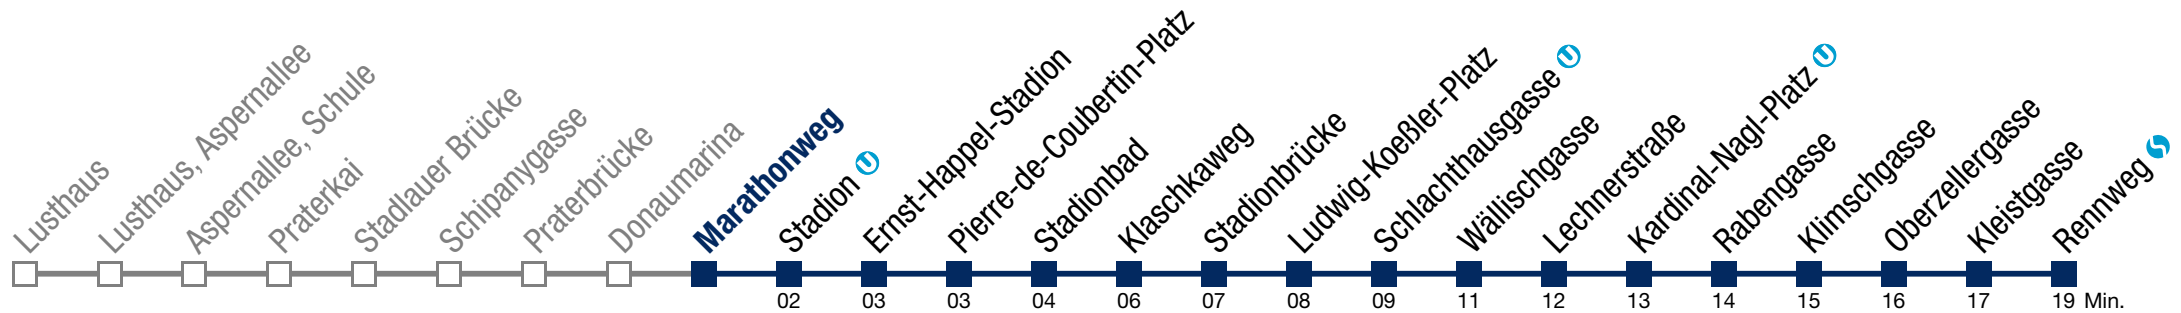 Lusthaus
Lusthaus, Aspernallee
Aspernallee, Schule
Praterkai
Stadlauer Brücke
Schipanygasse
Praterbrücke
Donaumarina
Marathonweg
Stadion U
Ernst-Happel-Stadion
Pierre-de-Coubertin-Platz
Stadionbad
Klaschkaweg
Stadionbrücke
Ludwig-Koeßler-Platz
Schlachthausgasse U
Wällischgasse
Lechnerstraße
Kardinal-Nagl-Platz U
Rabengasse
Klimschgasse
Oberzellergasse
Kleistgasse
Rennweg S
02 03 03 04 06 07 08 09 11 12 13 14 15 16 17 19 Min.